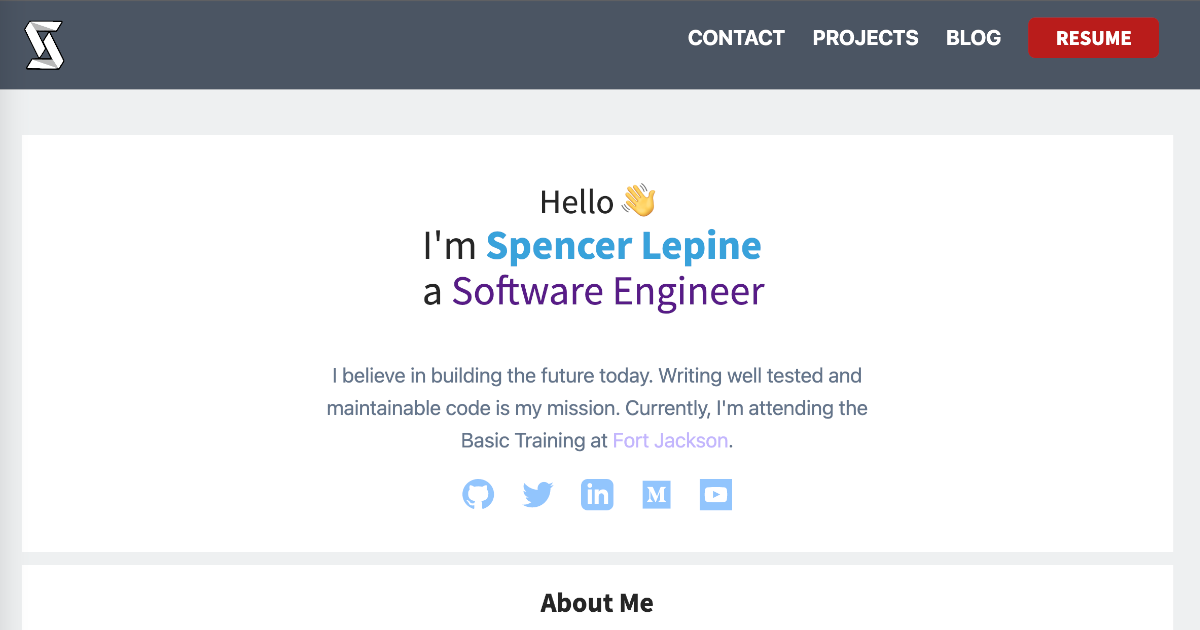 CONTACT PROJECTS BLOG RESUME
Hello 👋
I'm Spencer Lepine
a Software Engineer
I believe in building the future today. Writing well tested and
maintainable code is my mission. Currently, I'm attending the
Basic Training at Fort Jackson.
in M
About Me